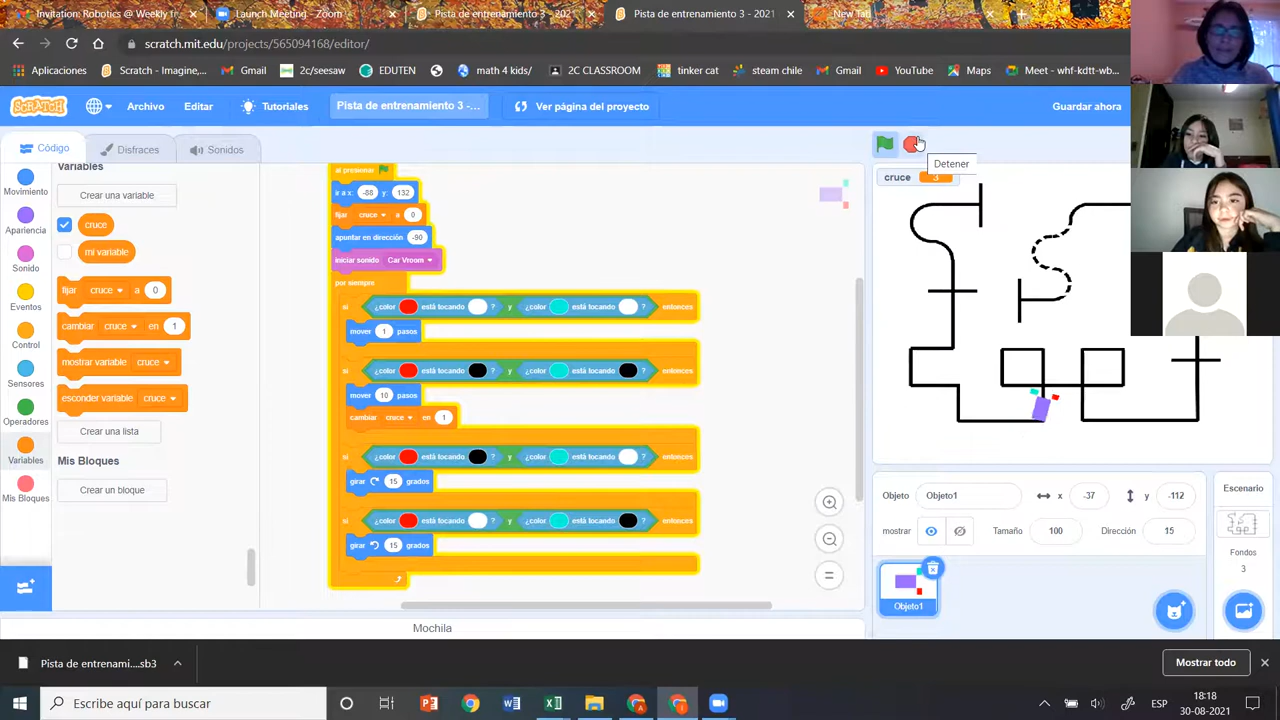 Invitation: Robotics @ Weekly fr
Launch Meeting - Zoom
Pista de entrenamiento 3 - 2021
Pista de entrenamiento 3 - 2021
New Tab
scratch.mit.edu/projects/565094168/editor/
Aplicaciones
Scratch - Imagine,...
Gmail
2c/seesaw
EDUTEN
math 4 kids/
2C CLASSROOM
tinker cat
steam chile
Gmail
YouTube
Maps
Meet - whf-kdtt-wb...
SCRATCH
Archivo
Editar
Tutoriales
Pista de entrenamiento 3 -...
Ver página del proyecto
Guardar ahora
Código
Disfraces
Sonidos
Detener
Movimiento
Apariencia
Sonido
Eventos
Control
Sensores
Operadores
Variables
Mis Bloques
Variables
Crear una variable
cruce
mi variable
fijar cruce a 0
cambiar cruce en 1
mostrar variable cruce
esconder variable cruce
Crear una lista
Mis Bloques
Crear un bloque
al presionar
ir a x: -88 y: 132
fijar cruce a 0
apuntar en dirección -90
iniciar sonido Car Vroom
por siempre
si ¿color está tocando ? y ¿color está tocando ? entonces
mover 1 pasos
si ¿color está tocando ? y ¿color está tocando ? entonces
mover 10 pasos
cambiar cruce en 1
si ¿color está tocando ? y ¿color está tocando ? entonces
girar 15 grados
si ¿color está tocando ? y ¿color está tocando ? entonces
girar 15 grados
cruce 3
Objeto Objeto1 x -37 y -112
mostrar Tamaño 100 Dirección 15
Objeto1
Escenario
Fondos
3
Mochila
Pista de entrenami....sb3
Mostrar todo
Escribe aquí para buscar
ESP
18:18
30-08-2021